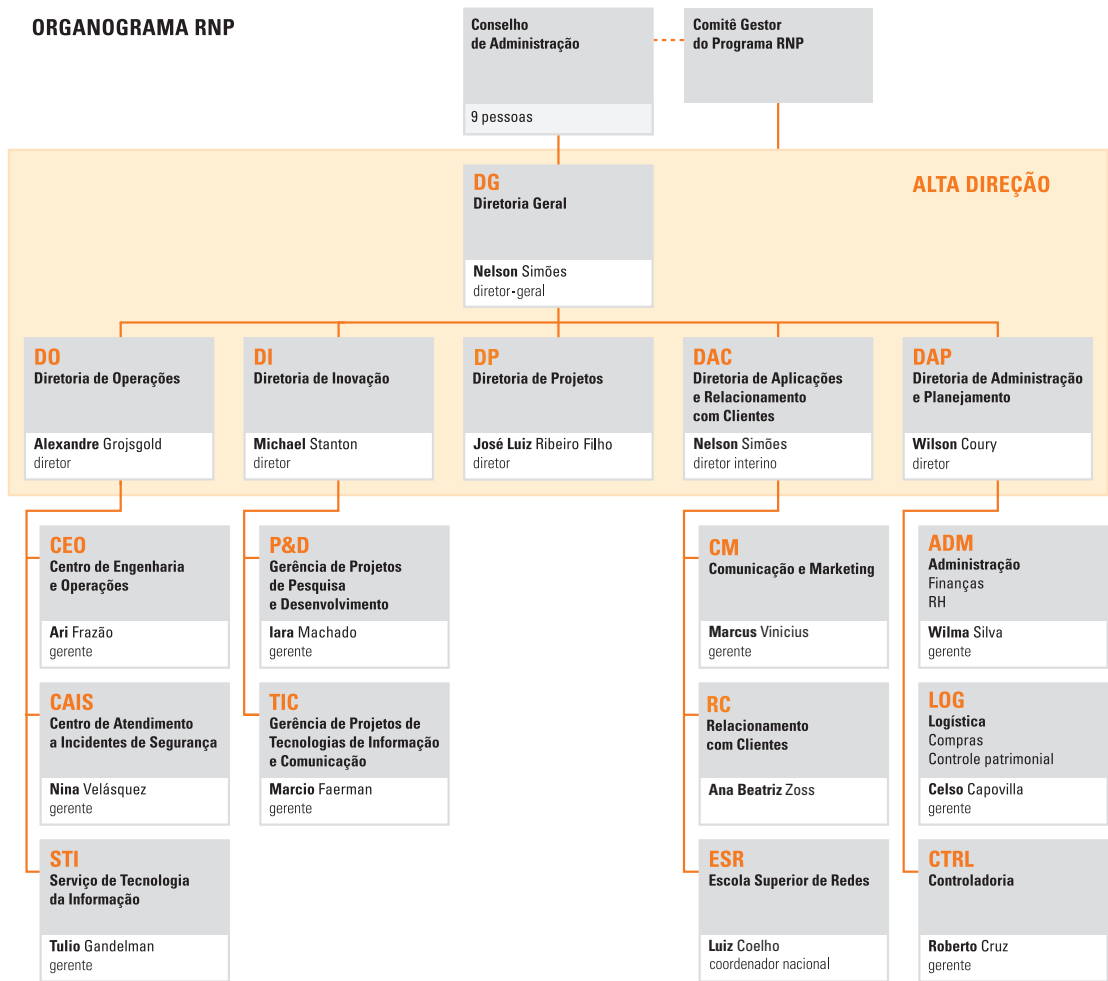 ORGANOGRAMA RNP
Conselho
de Administração
9 pessoas
Comitê Gestor
do Programa RNP
ALTA DIREÇÃO
DG
Diretoria Geral
Nelson Simões
diretor-geral
DO
Diretoria de Operações
Alexandre Grojsgold
diretor
DI
Diretoria de Inovação
Michael Stanton
diretor
DP
Diretoria de Projetos
José Luiz Ribeiro Filho
diretor
DAC
Diretoria de Aplicações
e Relacionamento
com Clientes
Nelson Simões
diretor interino
DAP
Diretoria de Administração
e Planejamento
Wilson Coury
diretor
CEO
Centro de Engenharia
e Operações
Ari Frazão
gerente
CAIS
Centro de Atendimento
a Incidentes de Segurança
Nina Velásquez
gerente
STI
Serviço de Tecnologia
da Informação
Tulio Gandelman
gerente
P&D
Gerência de Projetos
de Pesquisa
e Desenvolvimento
Iara Machado
gerente
TIC
Gerência de Projetos de
Tecnologias de Informação
e Comunicação
Marcio Faerman
gerente
CM
Comunicação e Marketing
Marcus Vinicius
gerente
RC
Relacionamento
com Clientes
Ana Beatriz Zoss
ESR
Escola Superior de Redes
Luiz Coelho
coordenador nacional
ADM
Administração
Finanças
RH
Wilma Silva
gerente
LOG
Logística
Compras
Controle patrimonial
Celso Capovilla
gerente
CTRL
Controladoria
Roberto Cruz
gerente